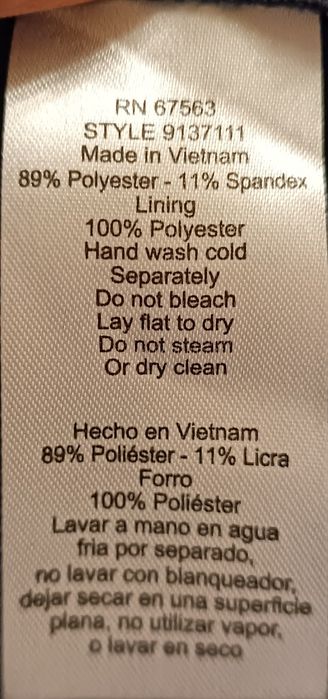 RN 67563
STYLE 9137111
Made in Vietnam
89% Polyester - 11% Spandex
Lining
100% Polyester
Hand wash cold
Separately
Do not bleach
Lay flat to dry
Do not steam
Or dry clean
Hecho en Vietnam
89% Poliéster - 11% Licra
Forro
100% Poliéster
Lavar a mano en agua
fria por separado,
no lavar con blanqueador,
dejar secar en una superficie
plana, no utilizar vapor,
o lavar en seco